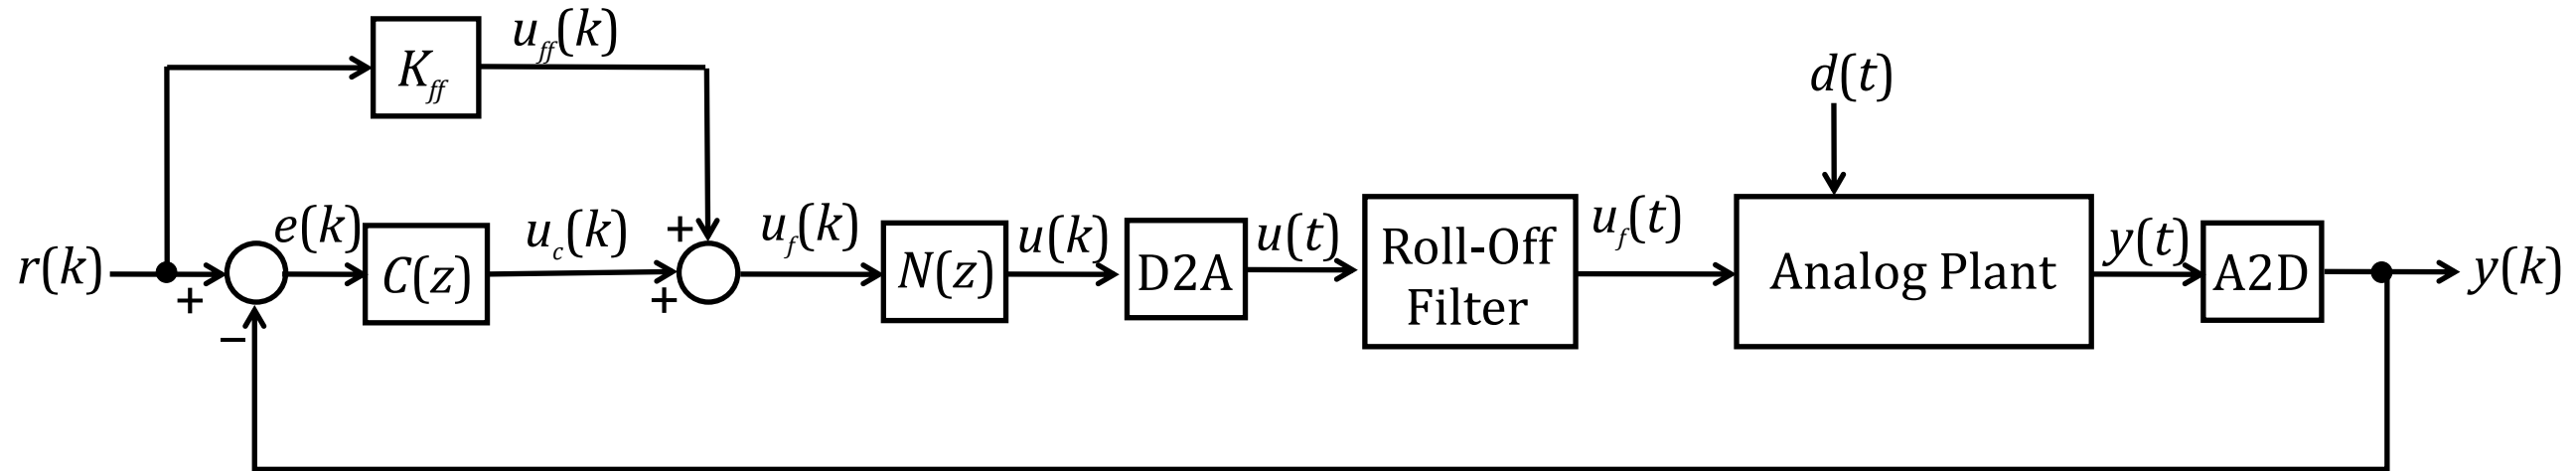 K_ff
u_ff(k)
d(t)
r(k)
+
−
e(k)
C(z)
u_c(k)
+
+
u_f(k)
N(z)
u(k)
D2A
u(t)
Roll-Off
Filter
u_f(t)
Analog Plant
y(t)
A2D
y(k)